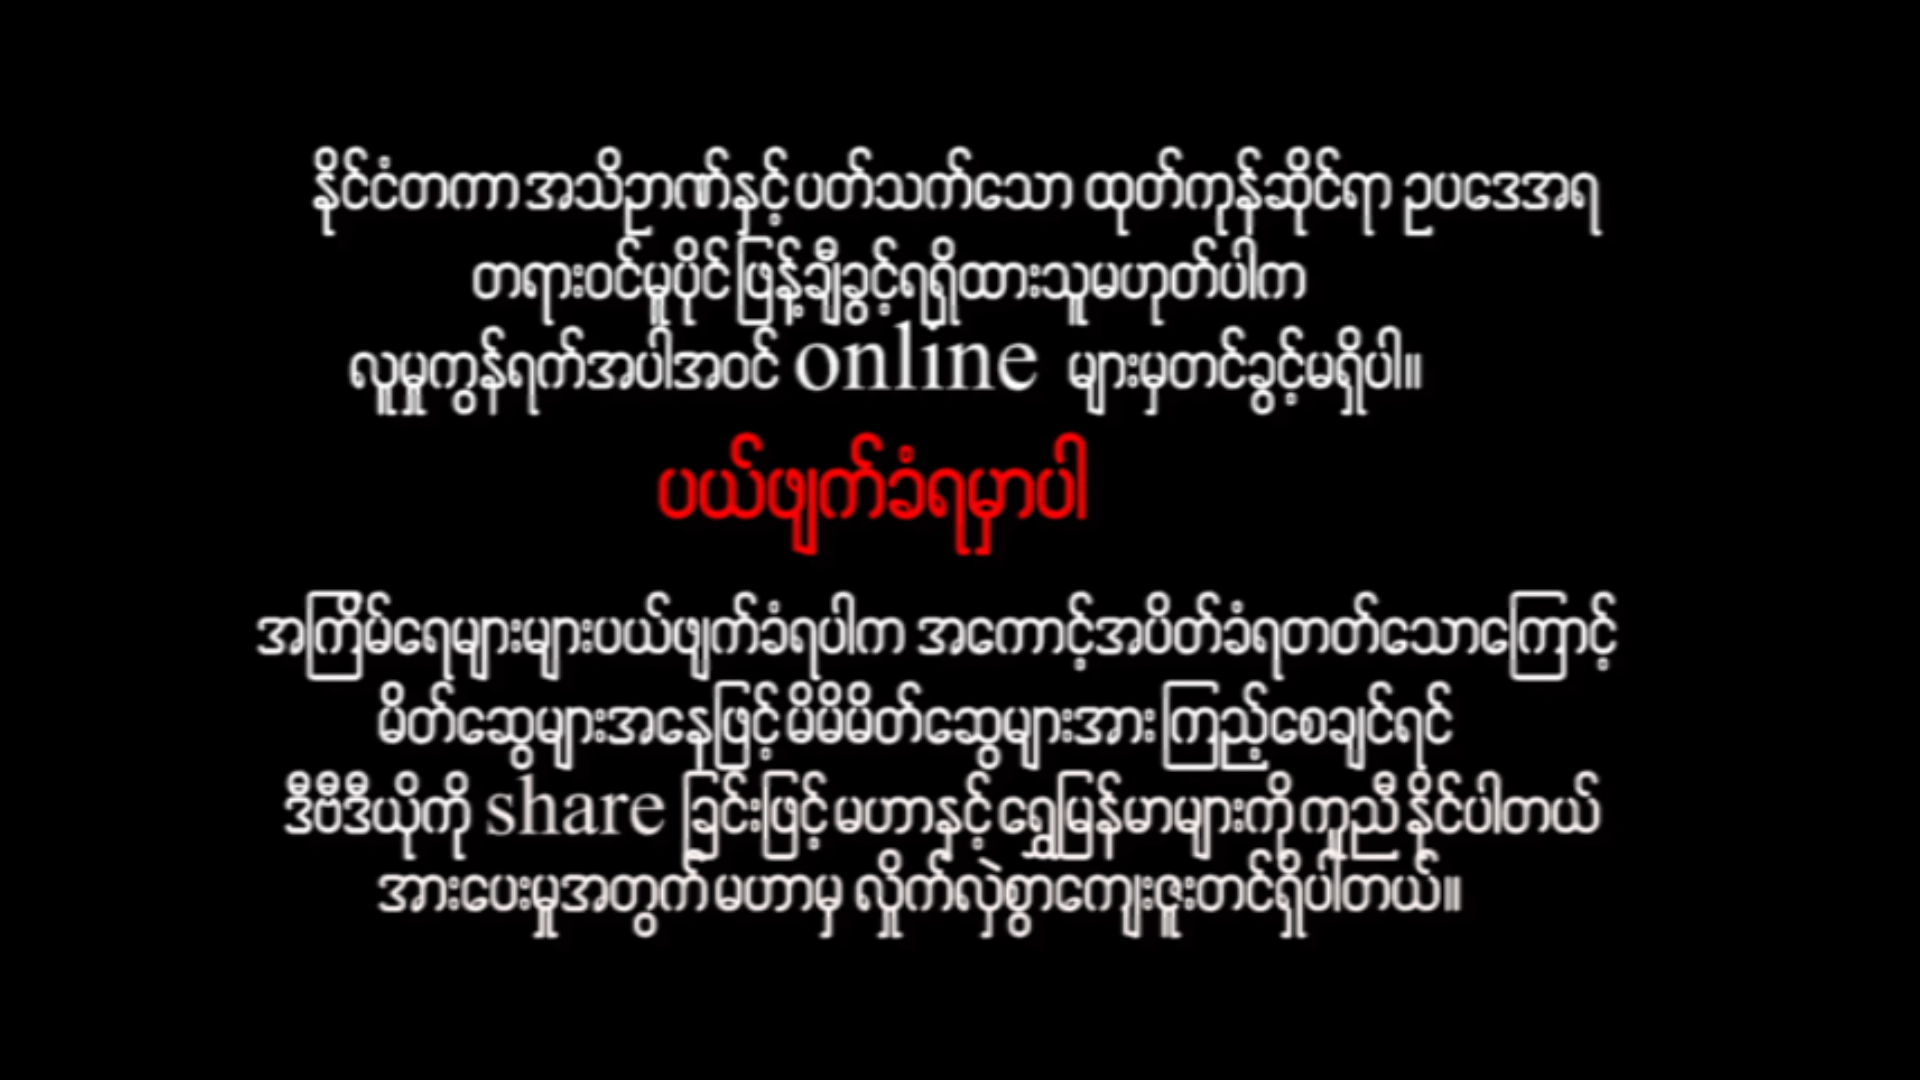 နိုင်ငံတကာ အသိဉာဏ်နှင့် ပတ်သက်သော ထုတ်ကုန်ဆိုင်ရာ ဥပဒေအရ
တရားဝင်မူပိုင် ဖြန့်ချီခွင့်ရရှိထားသူမဟုတ်ပါက
လူမှုကွန်ရက်အပါအဝင် online များမှတင်ခွင့်မရှိပါ။
ပယ်ဖျက်ခံရမှာပါ
အကြိမ်ရေများများပယ်ဖျက်ခံရပါက အကောင့်အပိတ်ခံရတတ်သောကြောင့်
မိတ်ဆွေများအနေဖြင့် မိမိမိတ်ဆွေများအား ကြည့်စေချင်ရင်
ဒီဗီဒီယိုကို share ခြင်းဖြင့် မဟာနှင့် ရွှေမြန်မာများကို ကူညီ နိုင်ပါတယ်
အားပေးမှုအတွက် မဟာမှ လှိုက်လှဲစွာကျေးဇူးတင်ရှိပါတယ်။